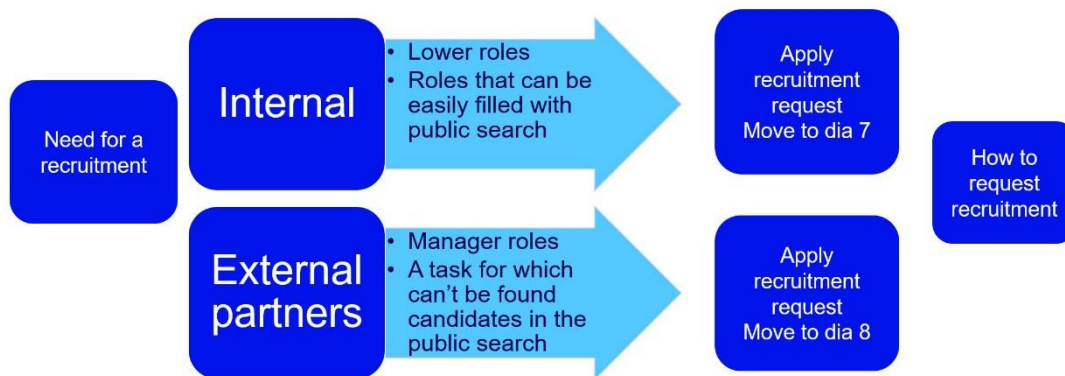 Need for a
recruitment
Internal
• Lower roles
• Roles that can be
easily filled with
public search
Apply
recruitment
request
Move to dia 7
External
partners
• Manager roles
• A task for which
can't be found
candidates in the
public search
Apply
recruitment
request
Move to dia 8
How to
request
recruitment